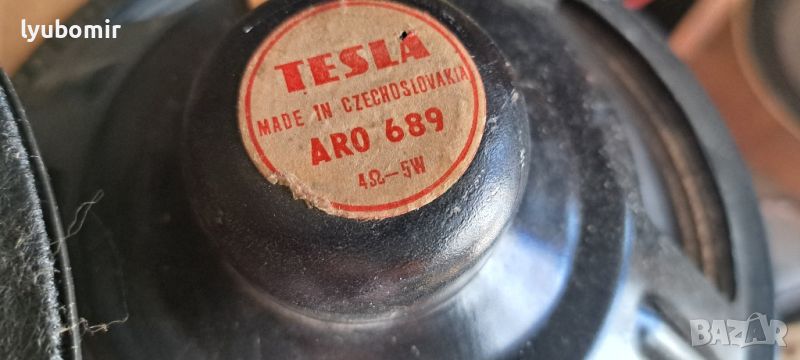 lyubomir
TESLA
MADE IN CZECHOSLOVAKIA
ARO 689
4Ω–5W
BAZAR